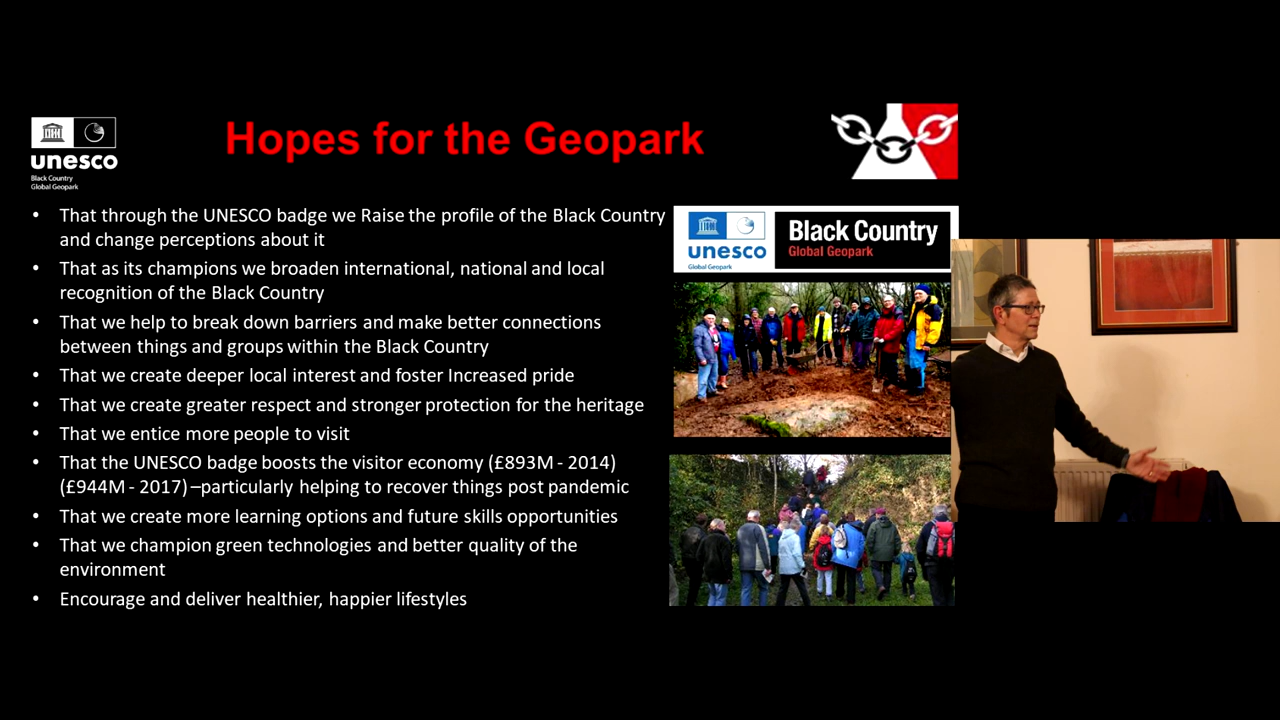 Hopes for the Geopark
unesco
Black Country
Global Geopark
• That through the UNESCO badge we Raise the profile of the Black Country
and change perceptions about it
• That as its champions we broaden international, national and local
recognition of the Black Country
• That we help to break down barriers and make better connections
between things and groups within the Black Country
• That we create deeper local interest and foster Increased pride
• That we create greater respect and stronger protection for the heritage
• That we entice more people to visit
• That the UNESCO badge boosts the visitor economy (£893M - 2014)
(£944M - 2017) –particularly helping to recover things post pandemic
• That we create more learning options and future skills opportunities
• That we champion green technologies and better quality of the
environment
• Encourage and deliver healthier, happier lifestyles
unesco
Global Geopark
Black Country
Global Geopark